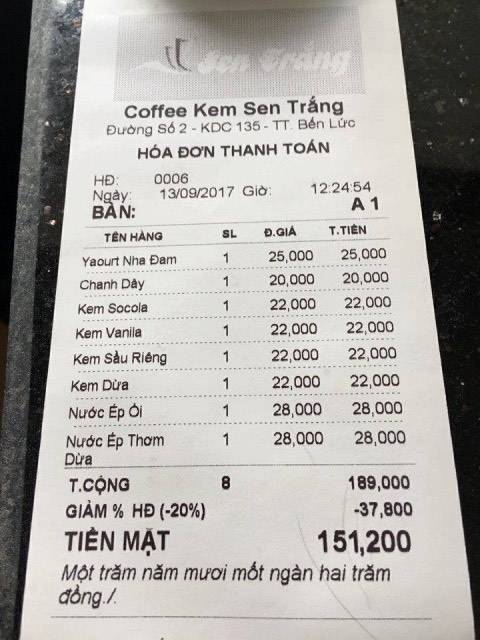 Sen Trắng
Coffee Kem Sen Trắng
Đường Số 2 - KDC 135 - TT. Bến Lức
HÓA ĐƠN THANH TOÁN
HĐ: 0006
Ngày: 13/09/2017 Giờ: 12:24:54
BÀN: A 1
TÊN HÀNG SL Đ.GIÁ T.TIỀN
Yaourt Nha Đam 1 25,000 25,000
Chanh Dây 1 20,000 20,000
Kem Socola 1 22,000 22,000
Kem Vanila 1 22,000 22,000
Kem Sầu Riêng 1 22,000 22,000
Kem Dừa 1 22,000 22,000
Nước Ép Ổi 1 28,000 28,000
Nước Ép Thơm 1 28,000 28,000
Dừa
T.CỘNG 8 189,000
GIẢM % HĐ (-20%) -37,800
TIỀN MẶT 151,200
Một trăm năm mươi mốt ngàn hai trăm
đồng./.